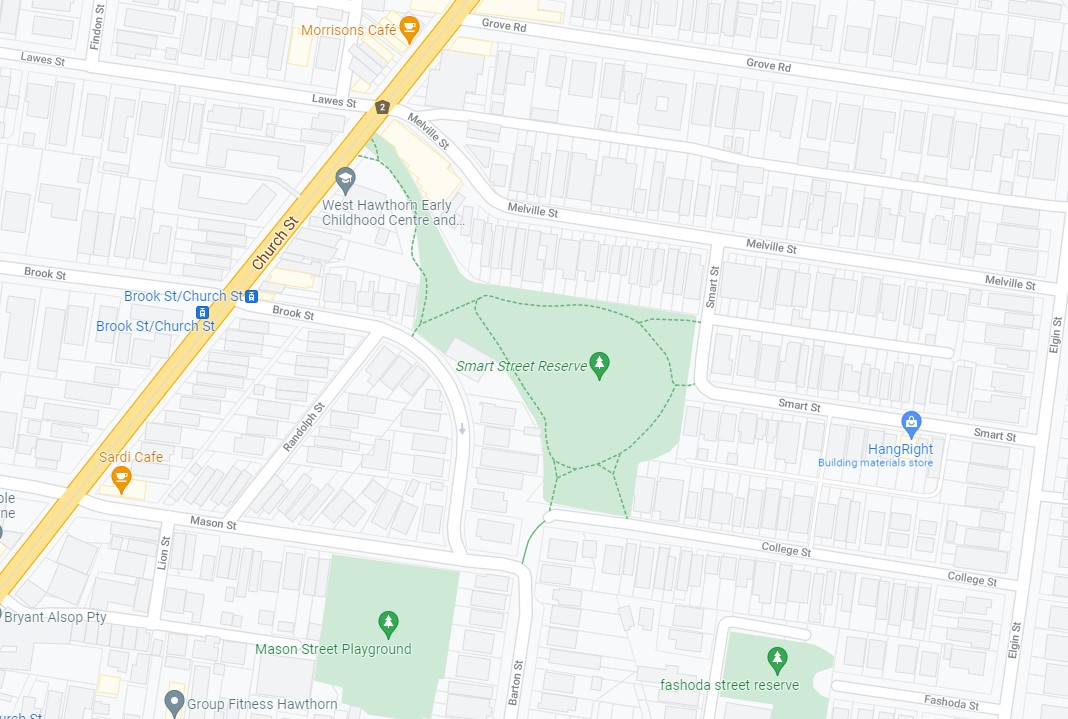 Morrisons Café
Grove Rd
Findon St
Grove Rd
Lawes St
Lawes St
2
Melville St
West Hawthorn Early
Childhood Centre and...
Melville St
Church St
Melville St
Brook St
Melville St
Smart St
Brook St/Church St
Brook St
Brook St/Church St
Elgin St
Smart Street Reserve
Smart St
Randolph St
Smart St
HangRight
Building materials store
Sardi Cafe
Mason St
Lion St
College St
College St
Bryant Alsop Pty
Mason Street Playground
Elgin St
fashoda street reserve
Barton St
Fashoda St
Group Fitness Hawthorn